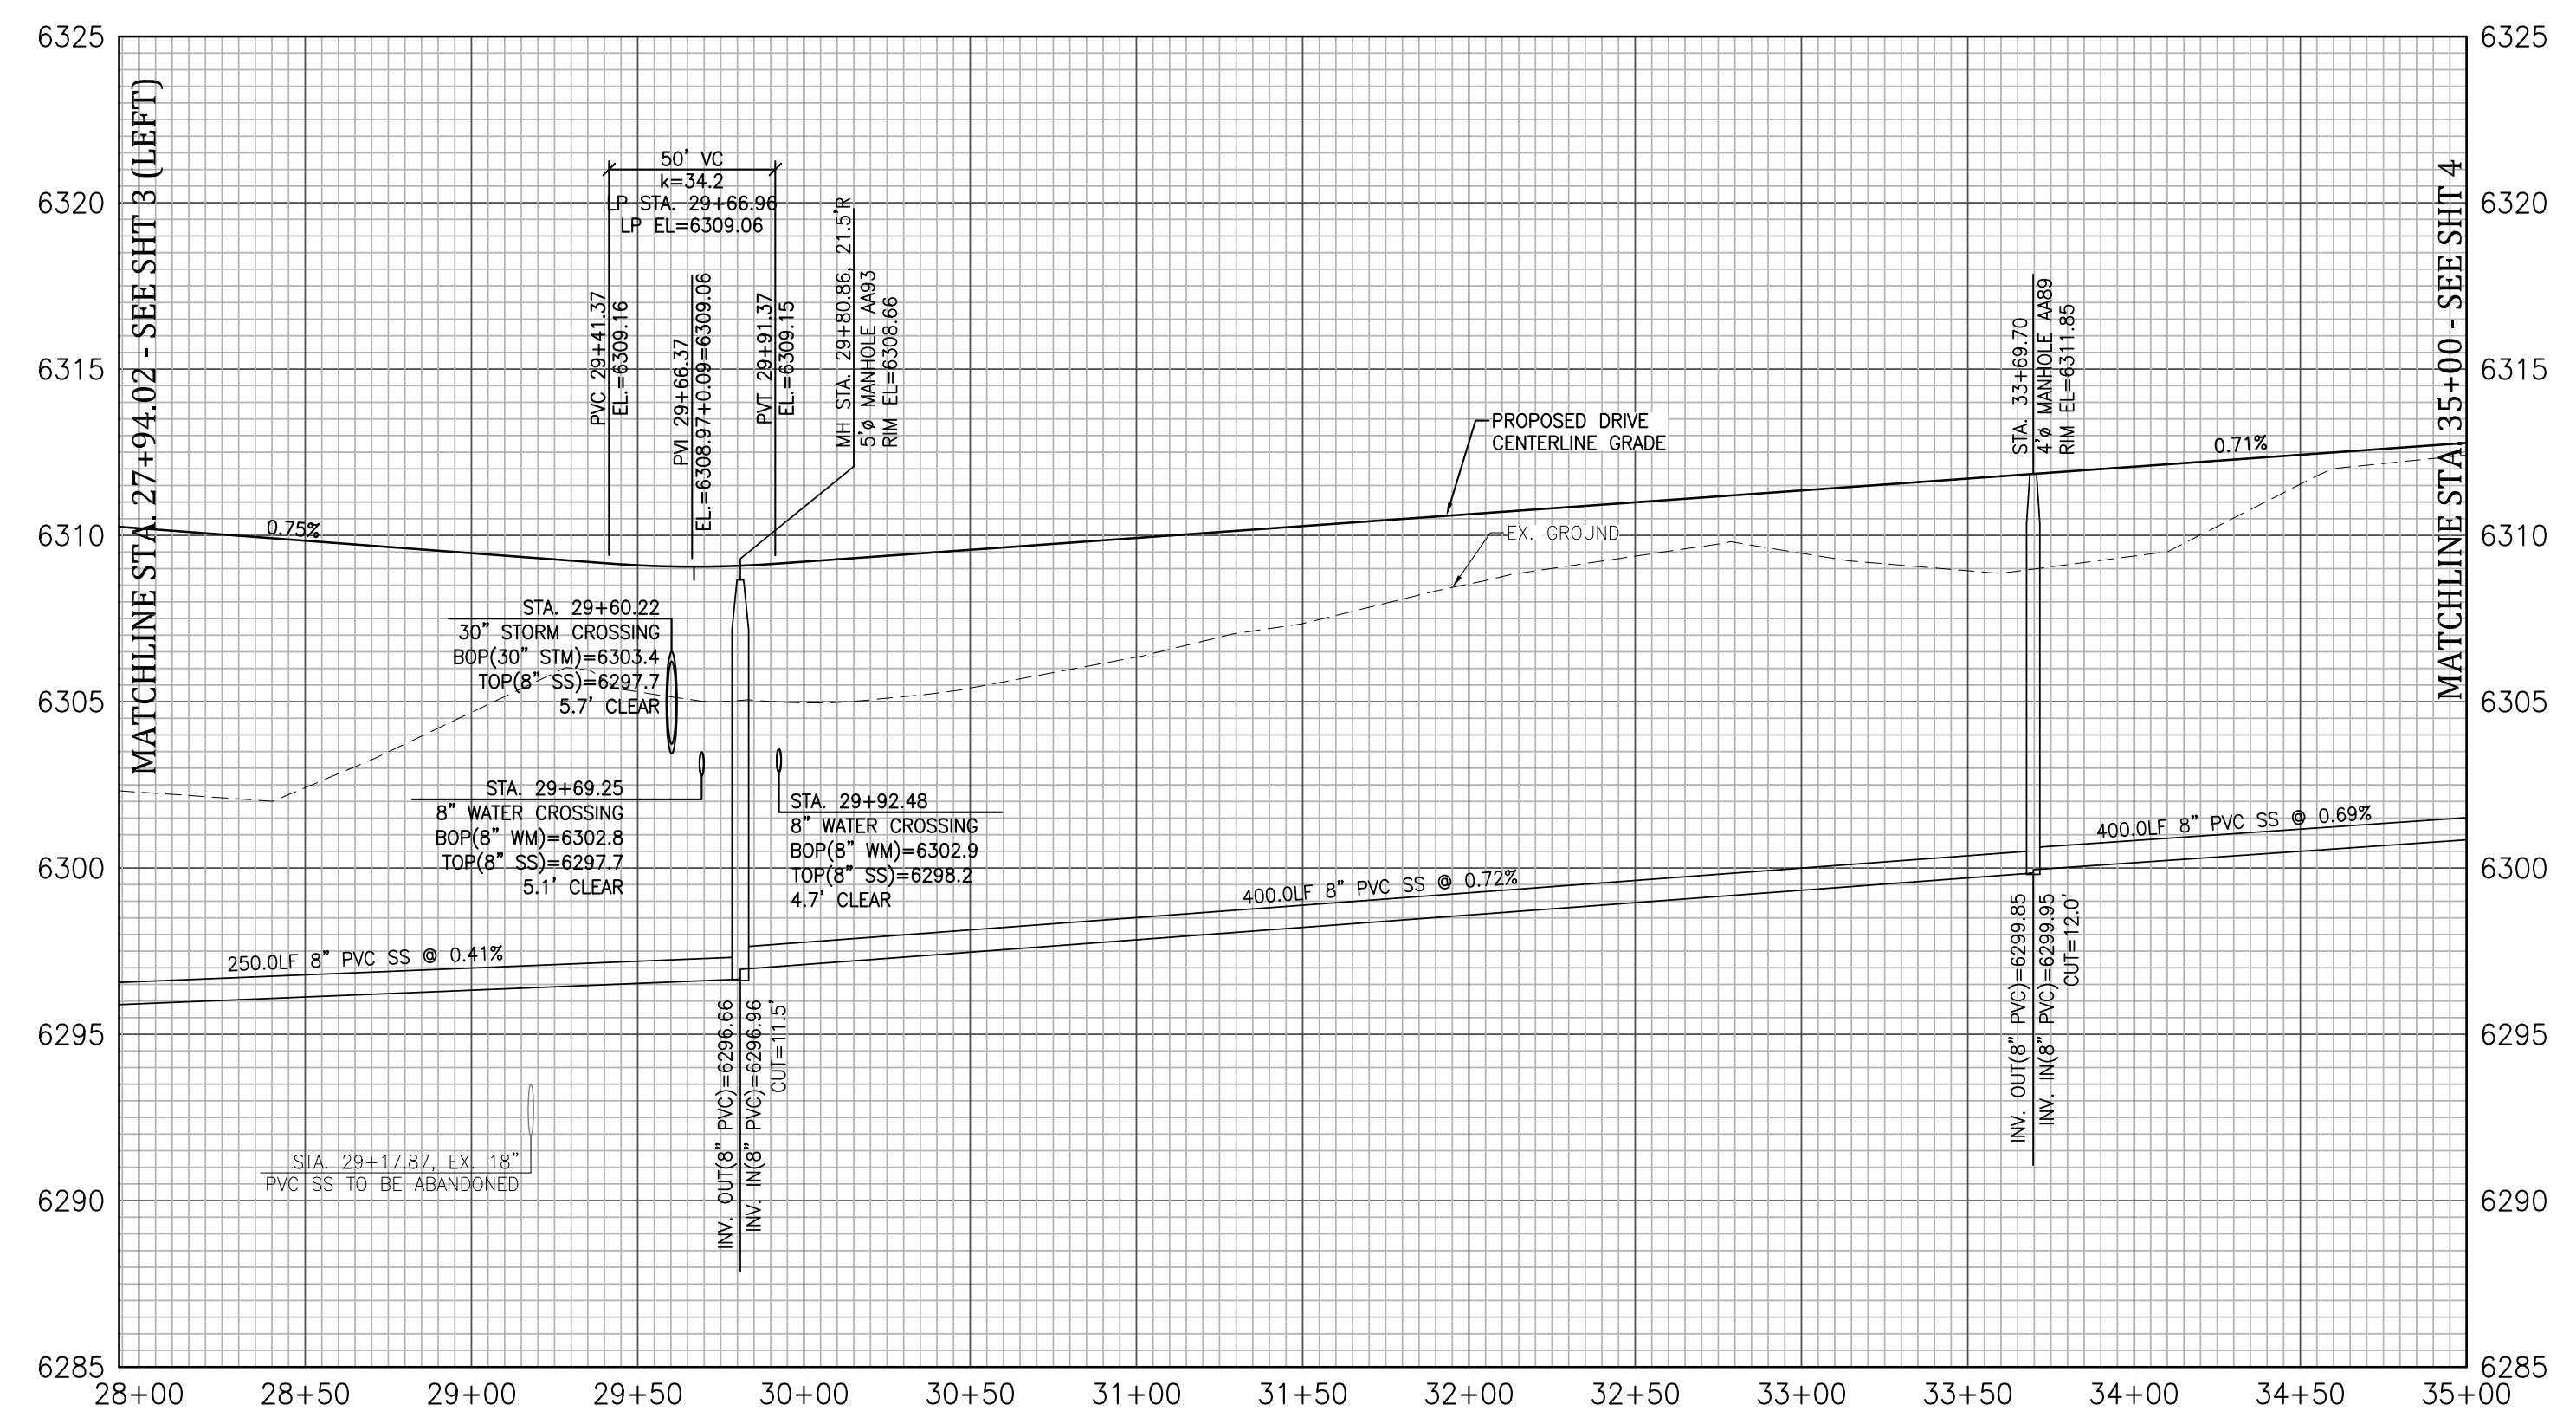 6325
6320
6315
6310
6305
6300
6295
6290
6285
MATCHLINE STA. 27+94.02 - SEE SHT 3 (LEFT)
0.75%
50' VC
k=34.2
LP STA. 29+66.96
LP EL=6309.06
PVC 29+41.37
EL.=6309.16
PVI 29+66.37
EL.=6308.97+0.09=6309.06
PVT 29+91.37
EL.=6309.15
MH STA. 29+80.86, 21.5'R
5'ø MANHOLE AA93
RIM EL=6308.66
STA. 29+60.22
30" STORM CROSSING
BOP(30" STM)=6303.4
TOP(8" SS)=6297.7
5.7' CLEAR
STA. 29+69.25
8" WATER CROSSING
BOP(8" WM)=6302.8
TOP(8" SS)=6297.7
5.1' CLEAR
STA. 29+92.48
8" WATER CROSSING
BOP(8" WM)=6302.9
TOP(8" SS)=6298.2
4.7' CLEAR
250.0LF 8" PVC SS @ 0.41%
INV. OUT(8" PVC)=6296.66
INV. IN(8" PVC)=6296.96
CUT=11.5'
STA. 29+17.87, EX. 18"
PVC SS TO BE ABANDONED
PROPOSED DRIVE
CENTERLINE GRADE
EX. GROUND
400.0LF 8" PVC SS @ 0.72%
STA. 33+69.70
4'ø MANHOLE AA89
RIM EL=6311.85
0.71%
400.0LF 8" PVC SS @ 0.69%
INV. OUT(8" PVC)=6299.85
INV. IN(8" PVC)=6299.95
CUT=12.0'
MATCHLINE STA. 35+00 - SEE SHT 4
6325
6320
6315
6310
6305
6300
6295
6290
6285
28+00 28+50 29+00 29+50 30+00 30+50 31+00 31+50 32+00 32+50 33+00 33+50 34+00 34+50 35+00